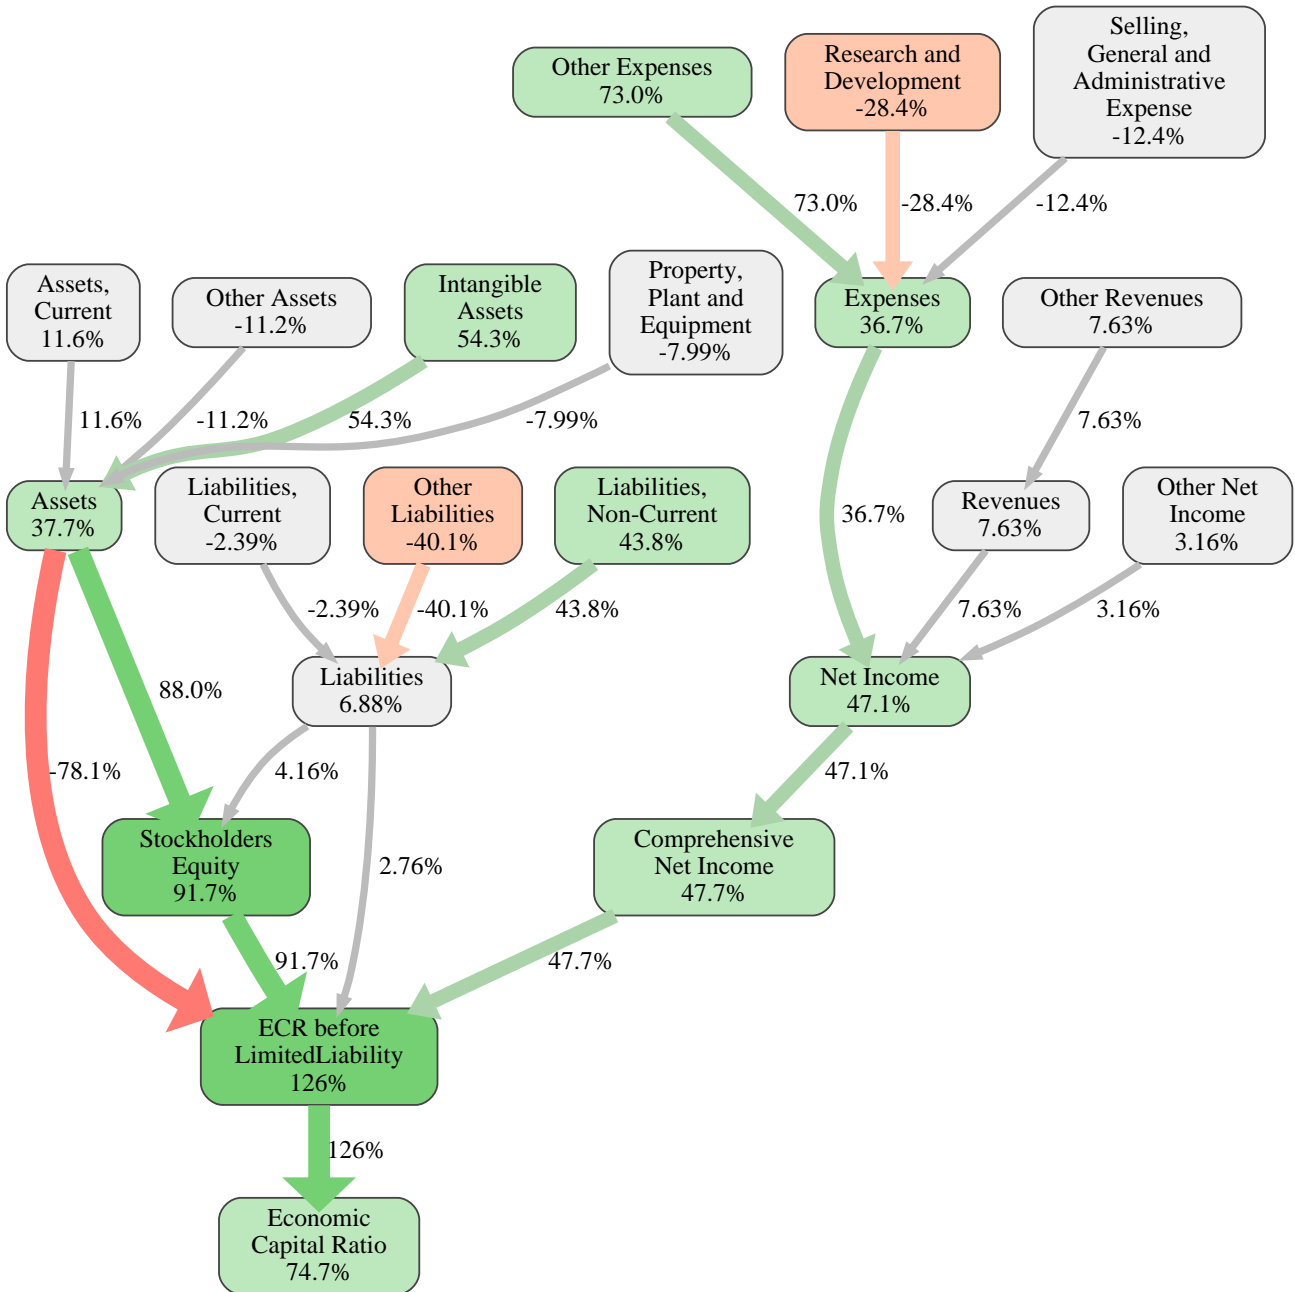 Selling,
General and
Administrative
Expense
-12.4%
Research and
Development
-28.4%
Other Expenses
73.0%
73.0%
-28.4%
-12.4%
Assets,
Current
11.6%
Other Assets
-11.2%
Intangible
Assets
54.3%
Property,
Plant and
Equipment
-7.99%
Expenses
36.7%
Other Revenues
7.63%
11.6%
-11.2%
54.3%
-7.99%
7.63%
Assets
37.7%
Liabilities,
Current
-2.39%
Other
Liabilities
-40.1%
Liabilities,
Non-Current
43.8%
36.7%
Revenues
7.63%
Other Net
Income
3.16%
-2.39%
-40.1%
43.8%
7.63%
3.16%
88.0%
Liabilities
6.88%
Net Income
47.1%
-78.1%
4.16%
47.1%
Stockholders
Equity
91.7%
2.76%
Comprehensive
Net Income
47.7%
91.7%
47.7%
ECR before
LimitedLiability
126%
126%
Economic
Capital Ratio
74.7%